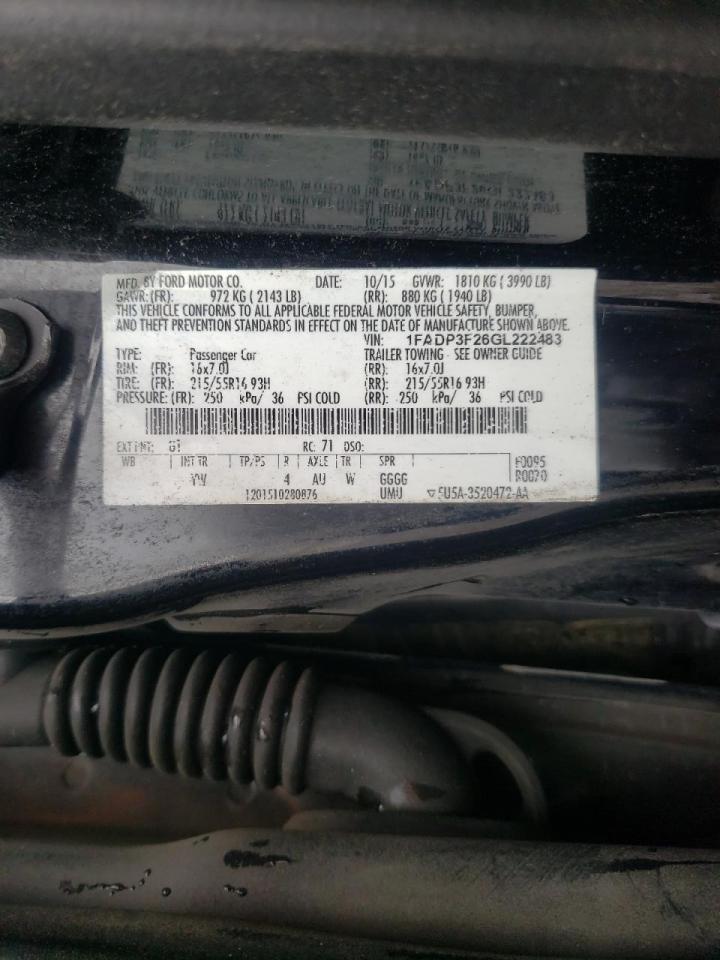 MFD. BY FORD MOTOR CO. DATE: 10/15 GVWR: 1810 KG ( 3990 LB)
GAWR: (FR) 972 KG ( 2143 LB) (RR) 880 KG ( 1940 LB)
THIS VEHICLE CONFORMS TO ALL APPLICABLE FEDERAL MOTOR VEHICLE SAFETY, BUMPER,
AND THEFT PREVENTION STANDARDS IN EFFECT ON THE DATE OF MANUFACTURE SHOWN ABOVE.
VIN: 1FADP3F26GL222483
TYPE: Passenger Car TRAILER TOWING - SEE OWNER GUIDE
RIM: (FR) 16x7.0J (RR) 16x7.0J
TIRE: (FR) 215/55R16 93H (RR) 215/55R16 93H
PRESSURE: (FR) 250 kPa/ 36 PSI COLD (RR) 250 kPa/ 36 PSI COLD
EXT PNT: G1 RC: 71 DSO:
WB INT TR TP/PS R AXLE TR SPR F0095
4 AU W GGGG R0020
1201510280876 UMU 5U5A-3520472-AA